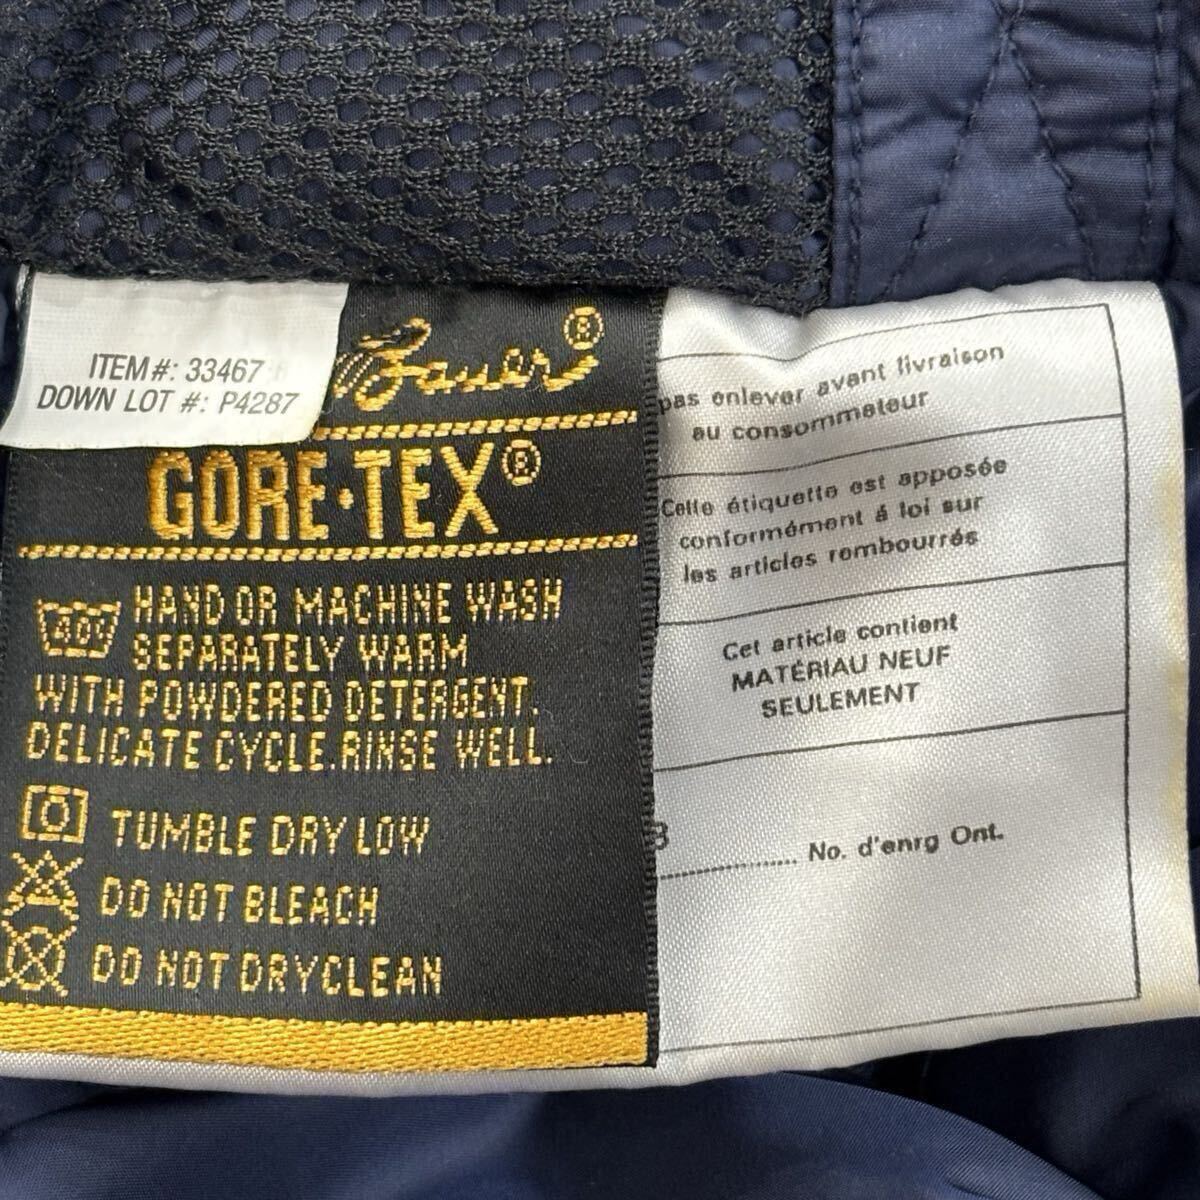 ITEM#: 33467
DOWN LOT #: P4287
Bauer®
GORE·TEX®
40°
HAND OR MACHINE WASH
SEPARATELY WARM
WITH POWDERED DETERGENT.
DELICATE CYCLE.RINSE WELL.
TUMBLE DRY LOW
DO NOT BLEACH
DO NOT DRYCLEAN
pas enlever avant livraison
au consommateur
Cette étiquette est apposée
conformément á loi sur
les articles rembourrés
Cet article contient
MATÉRIAU NEUF
SEULEMENT
No. d'enrg Ont.